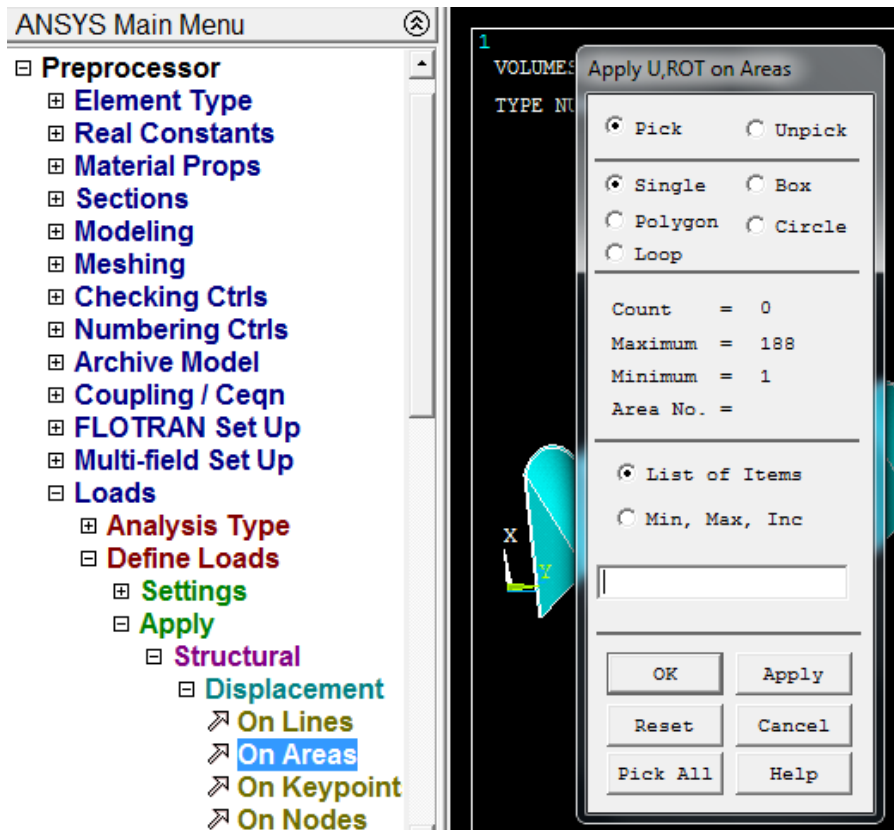 ANSYS Main Menu
Preprocessor
Element Type
Real Constants
Material Props
Sections
Modeling
Meshing
Checking Ctrls
Numbering Ctrls
Archive Model
Coupling / Ceqn
FLOTRAN Set Up
Multi-field Set Up
Loads
Analysis Type
Define Loads
Settings
Apply
Structural
Displacement
On Lines
On Areas
On Keypoint
On Nodes
1
VOLUMES
TYPE NU
X
Y
Apply U,ROT on Areas
Pick Unpick
Single Box
Polygon Circle
Loop
Count = 0
Maximum = 188
Minimum = 1
Area No. =
List of Items
Min, Max, Inc
OK Apply
Reset Cancel
Pick All Help